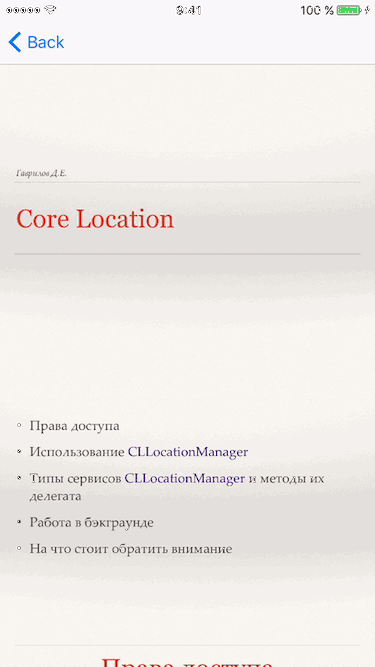 9:41
100 %
Back
Гаврилов Д.Е.
Core Location
Права доступа
Использование CLLocationManager
Типы сервисов CLLocationManager и методы их
делегата
Работа в бэкграунде
На что стоит обратить внимание
Права доступа